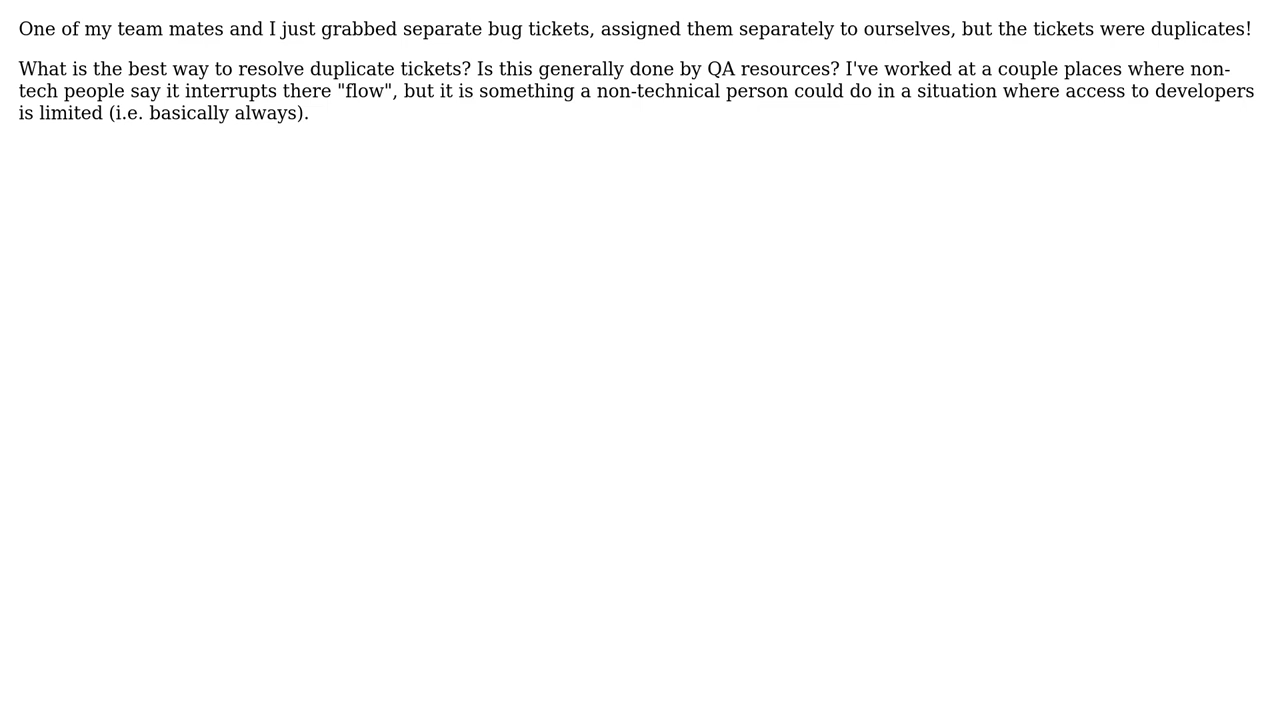 One of my team mates and I just grabbed separate bug tickets, assigned them separately to ourselves, but the tickets were duplicates!
What is the best way to resolve duplicate tickets? Is this generally done by QA resources? I've worked at a couple places where non-
tech people say it interrupts there "flow", but it is something a non-technical person could do in a situation where access to developers
is limited (i.e. basically always).